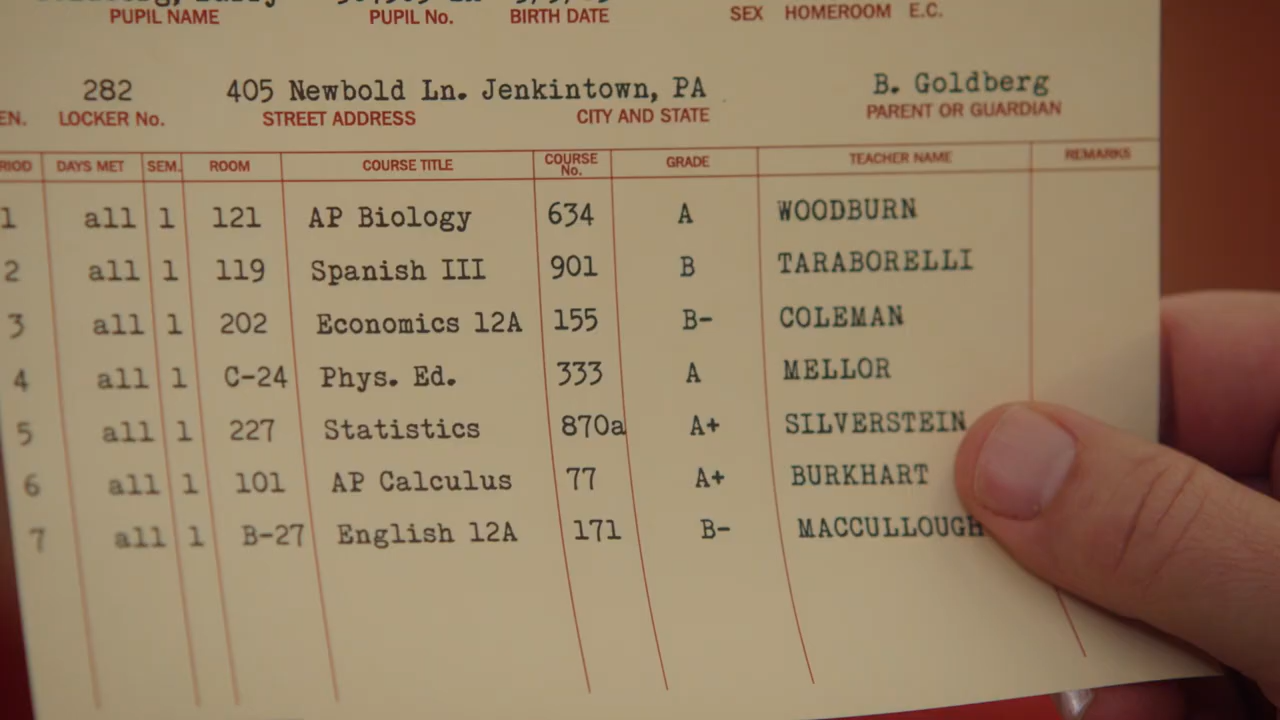 PUPIL NAME PUPIL No. BIRTH DATE SEX HOMEROOM E.C.
282 405 Newbold Ln. Jenkintown, PA B. Goldberg
LOCKER No. STREET ADDRESS CITY AND STATE PARENT OR GUARDIAN
DAYS MET SEM. ROOM COURSE TITLE COURSE No. GRADE TEACHER NAME REMARKS
1 all 1 121 AP Biology 634 A WOODBURN
2 all 1 119 Spanish III 901 B TARABORELLI
3 all 1 202 Economics 12A 155 B- COLEMAN
4 all 1 C-24 Phys. Ed. 333 A MELLOR
5 all 1 227 Statistics 870a A+ SILVERSTEIN
6 all 1 101 AP Calculus 77 A+ BURKHART
7 all 1 B-27 English 12A 171 B- MACCULLOUGH